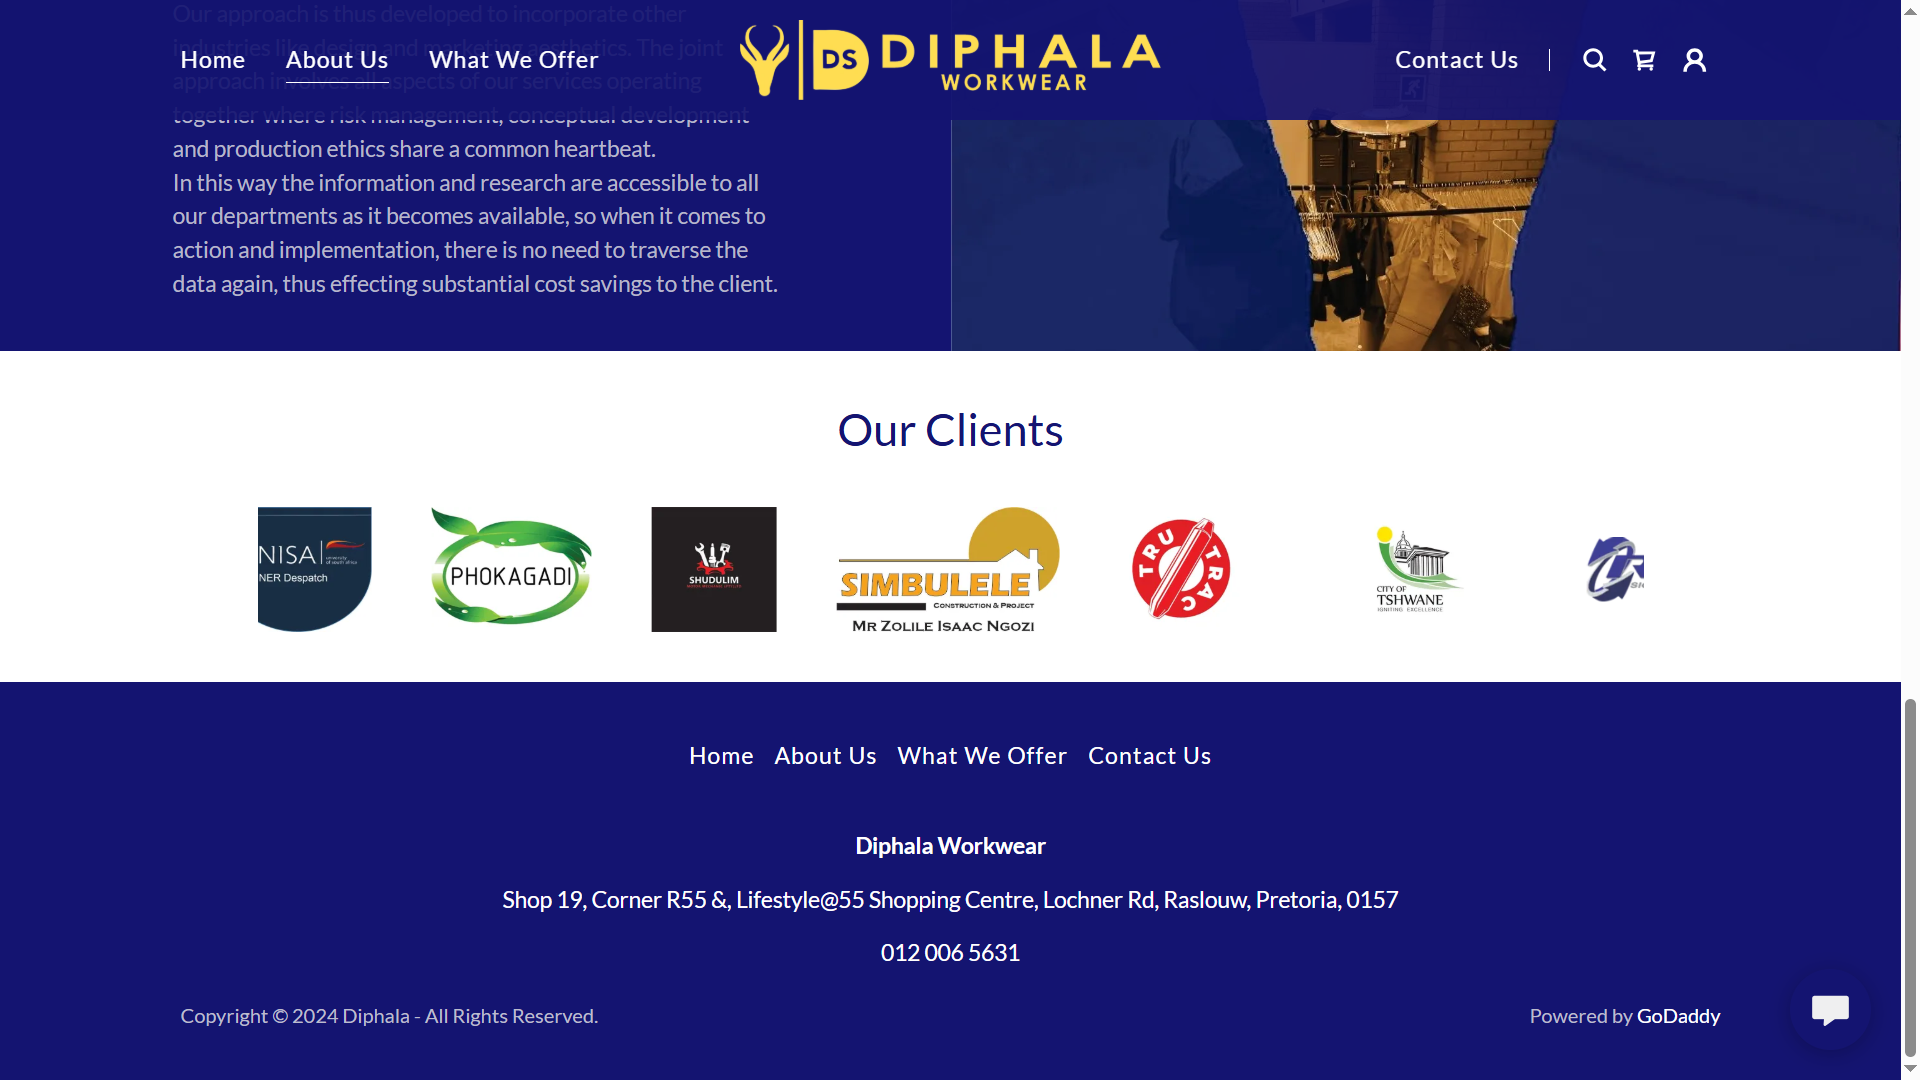 Our approach is thus developed to incorporate other
industries like design and marketing aesthetics. The joint
approach involves all aspects of our services operating
Home
About Us
What We Offer
DS DIPHALA
WORKWEAR
Contact Us
together where risk management, conceptual development
and production ethics share a common heartbeat.
In this way the information and research are accessible to all
our departments as it becomes available, so when it comes to
action and implementation, there is no need to traverse the
data again, thus effecting substantial cost savings to the client.
Our Clients
NISA
university
of south africa
NER Despatch
PHOKAGADI
SHUDULIM
SIMBULELE
CONSTRUCTION & PROJECT
MR ZOLILE ISAAC NGOZI
TRU TRAC
CITY OF
TSHWANE
IGNITING EXCELLENCE
Home About Us What We Offer Contact Us
Diphala Workwear
Shop 19, Corner R55 &, Lifestyle@55 Shopping Centre, Lochner Rd, Raslouw, Pretoria, 0157
012 006 5631
Copyright © 2024 Diphala - All Rights Reserved.
Powered by GoDaddy